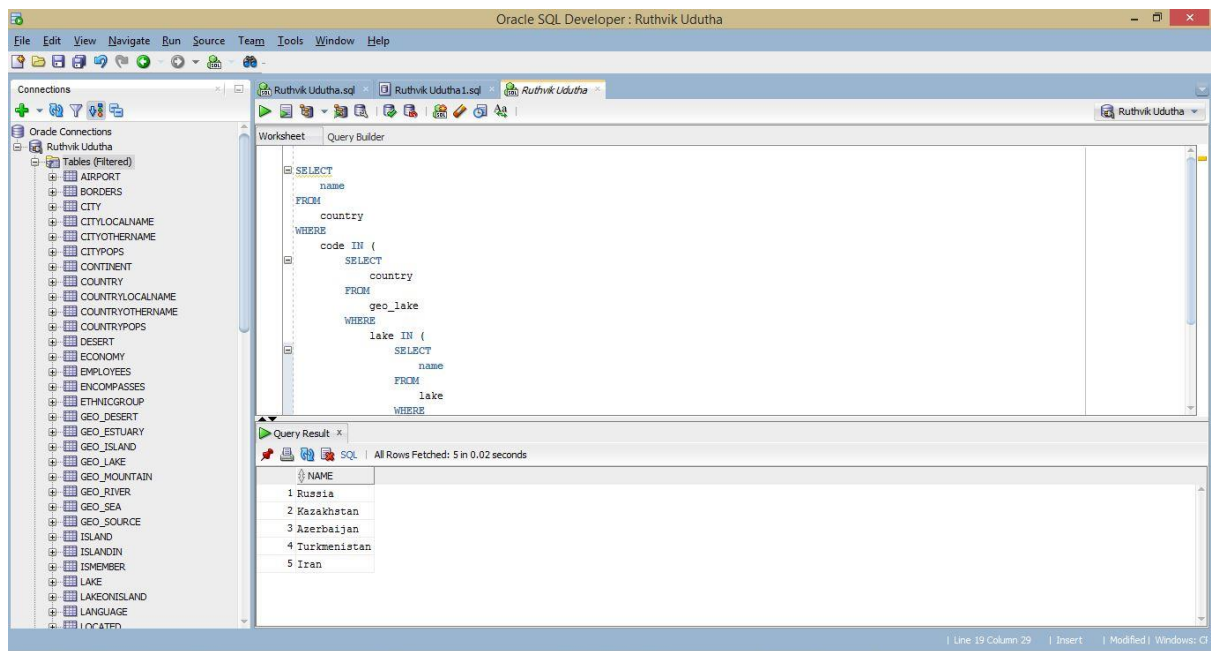 Oracle SQL Developer : Ruthvik Udutha
File Edit View Navigate Run Source Team Tools Window Help
Connections
Ruthvik Udutha.sql
Ruthvik Udutha1.sql
Ruthvik Udutha
Ruthvik Udutha
Worksheet Query Builder
Oracle Connections
Ruthvik Udutha
Tables (Filtered)
AIRPORT
BORDERS
CITY
CITYLOCALNAME
CITYOTHERNAME
CITYPOPS
CONTINENT
COUNTRY
COUNTRYLOCALNAME
COUNTRYOTHERNAME
COUNTRYPOPS
DESERT
ECONOMY
EMPLOYEES
ENCOMPASSES
ETHNICGROUP
GEO_DESERT
GEO_ESTUARY
GEO_ISLAND
GEO_LAKE
GEO_MOUNTAIN
GEO_RIVER
GEO_SEA
GEO_SOURCE
ISLAND
ISLANDIN
ISMEMBER
LAKE
LAKEONISLAND
LANGUAGE
LOCATED
SELECT
name
FROM
country
WHERE
code IN (
SELECT
country
FROM
geo_lake
WHERE
lake IN (
SELECT
name
FROM
lake
WHERE
Query Result x
SQL | All Rows Fetched: 5 in 0.02 seconds
NAME
1 Russia
2 Kazakhstan
3 Azerbaijan
4 Turkmenistan
5 Iran
| Line 19 Column 29 | Insert | Modified | Windows: CF